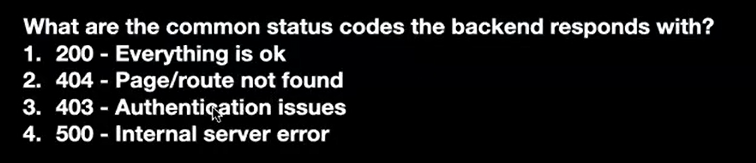 What are the common status codes the backend responds with?
1. 200 - Everything is ok
2. 404 - Page/route not found
3. 403 - Authentication issues
4. 500 - Internal server error